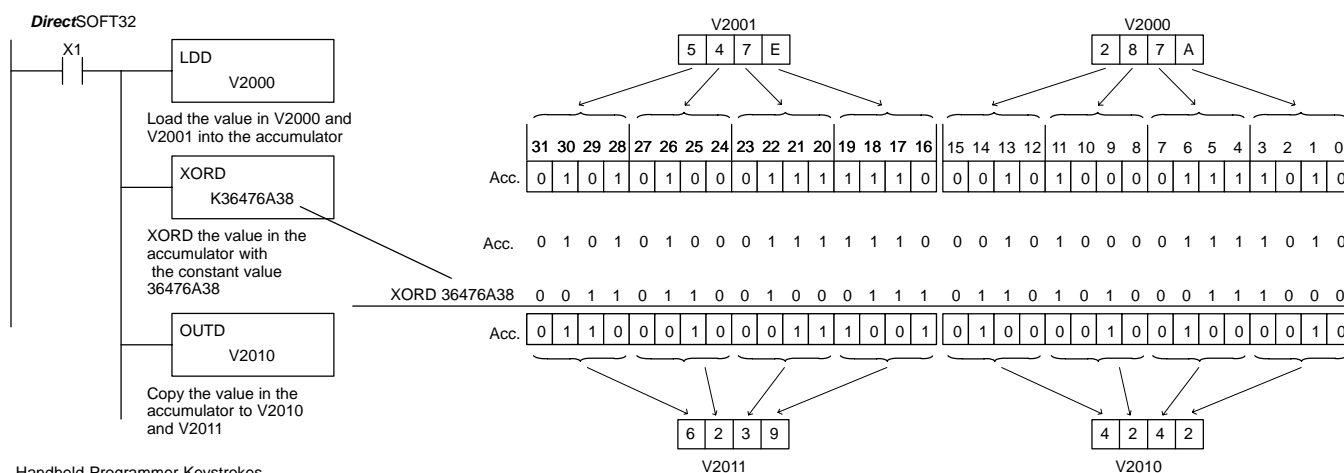 DirectSOFT32
X1
LDD
V2000
Load the value in V2000 and
V2001 into the accumulator
XORD
K36476A38
XORD the value in the
accumulator with
the constant value
36476A38
OUTD
V2010
Copy the value in the
accumulator to V2010
and V2011
V2001
5 4 7 E
V2000
2 8 7 A
31 30 29 28 27 26 25 24 23 22 21 20 19 18 17 16 15 14 13 12 11 10 9 8 7 6 5 4 3 2 1 0
Acc. 0 1 0 1 0 1 0 0 0 1 1 1 1 1 1 0 0 0 1 0 1 0 0 0 0 1 1 1 1 0 1 0
Acc. 0 1 0 1 0 1 0 0 0 1 1 1 1 1 1 0 0 0 1 0 1 0 0 0 0 1 1 1 1 0 1 0
XORD 36476A38 0 0 1 1 0 1 1 0 0 1 0 0 0 1 1 1 0 1 1 0 1 0 1 0 0 0 1 1 1 0 0 0
Acc. 0 1 1 0 0 0 1 0 0 0 1 1 1 0 0 1 0 1 0 0 0 0 1 0 0 1 0 0 0 0 1 0
6 2 3 9
V2011
4 2 4 2
V2010
Handheld Programmer Keystrokes